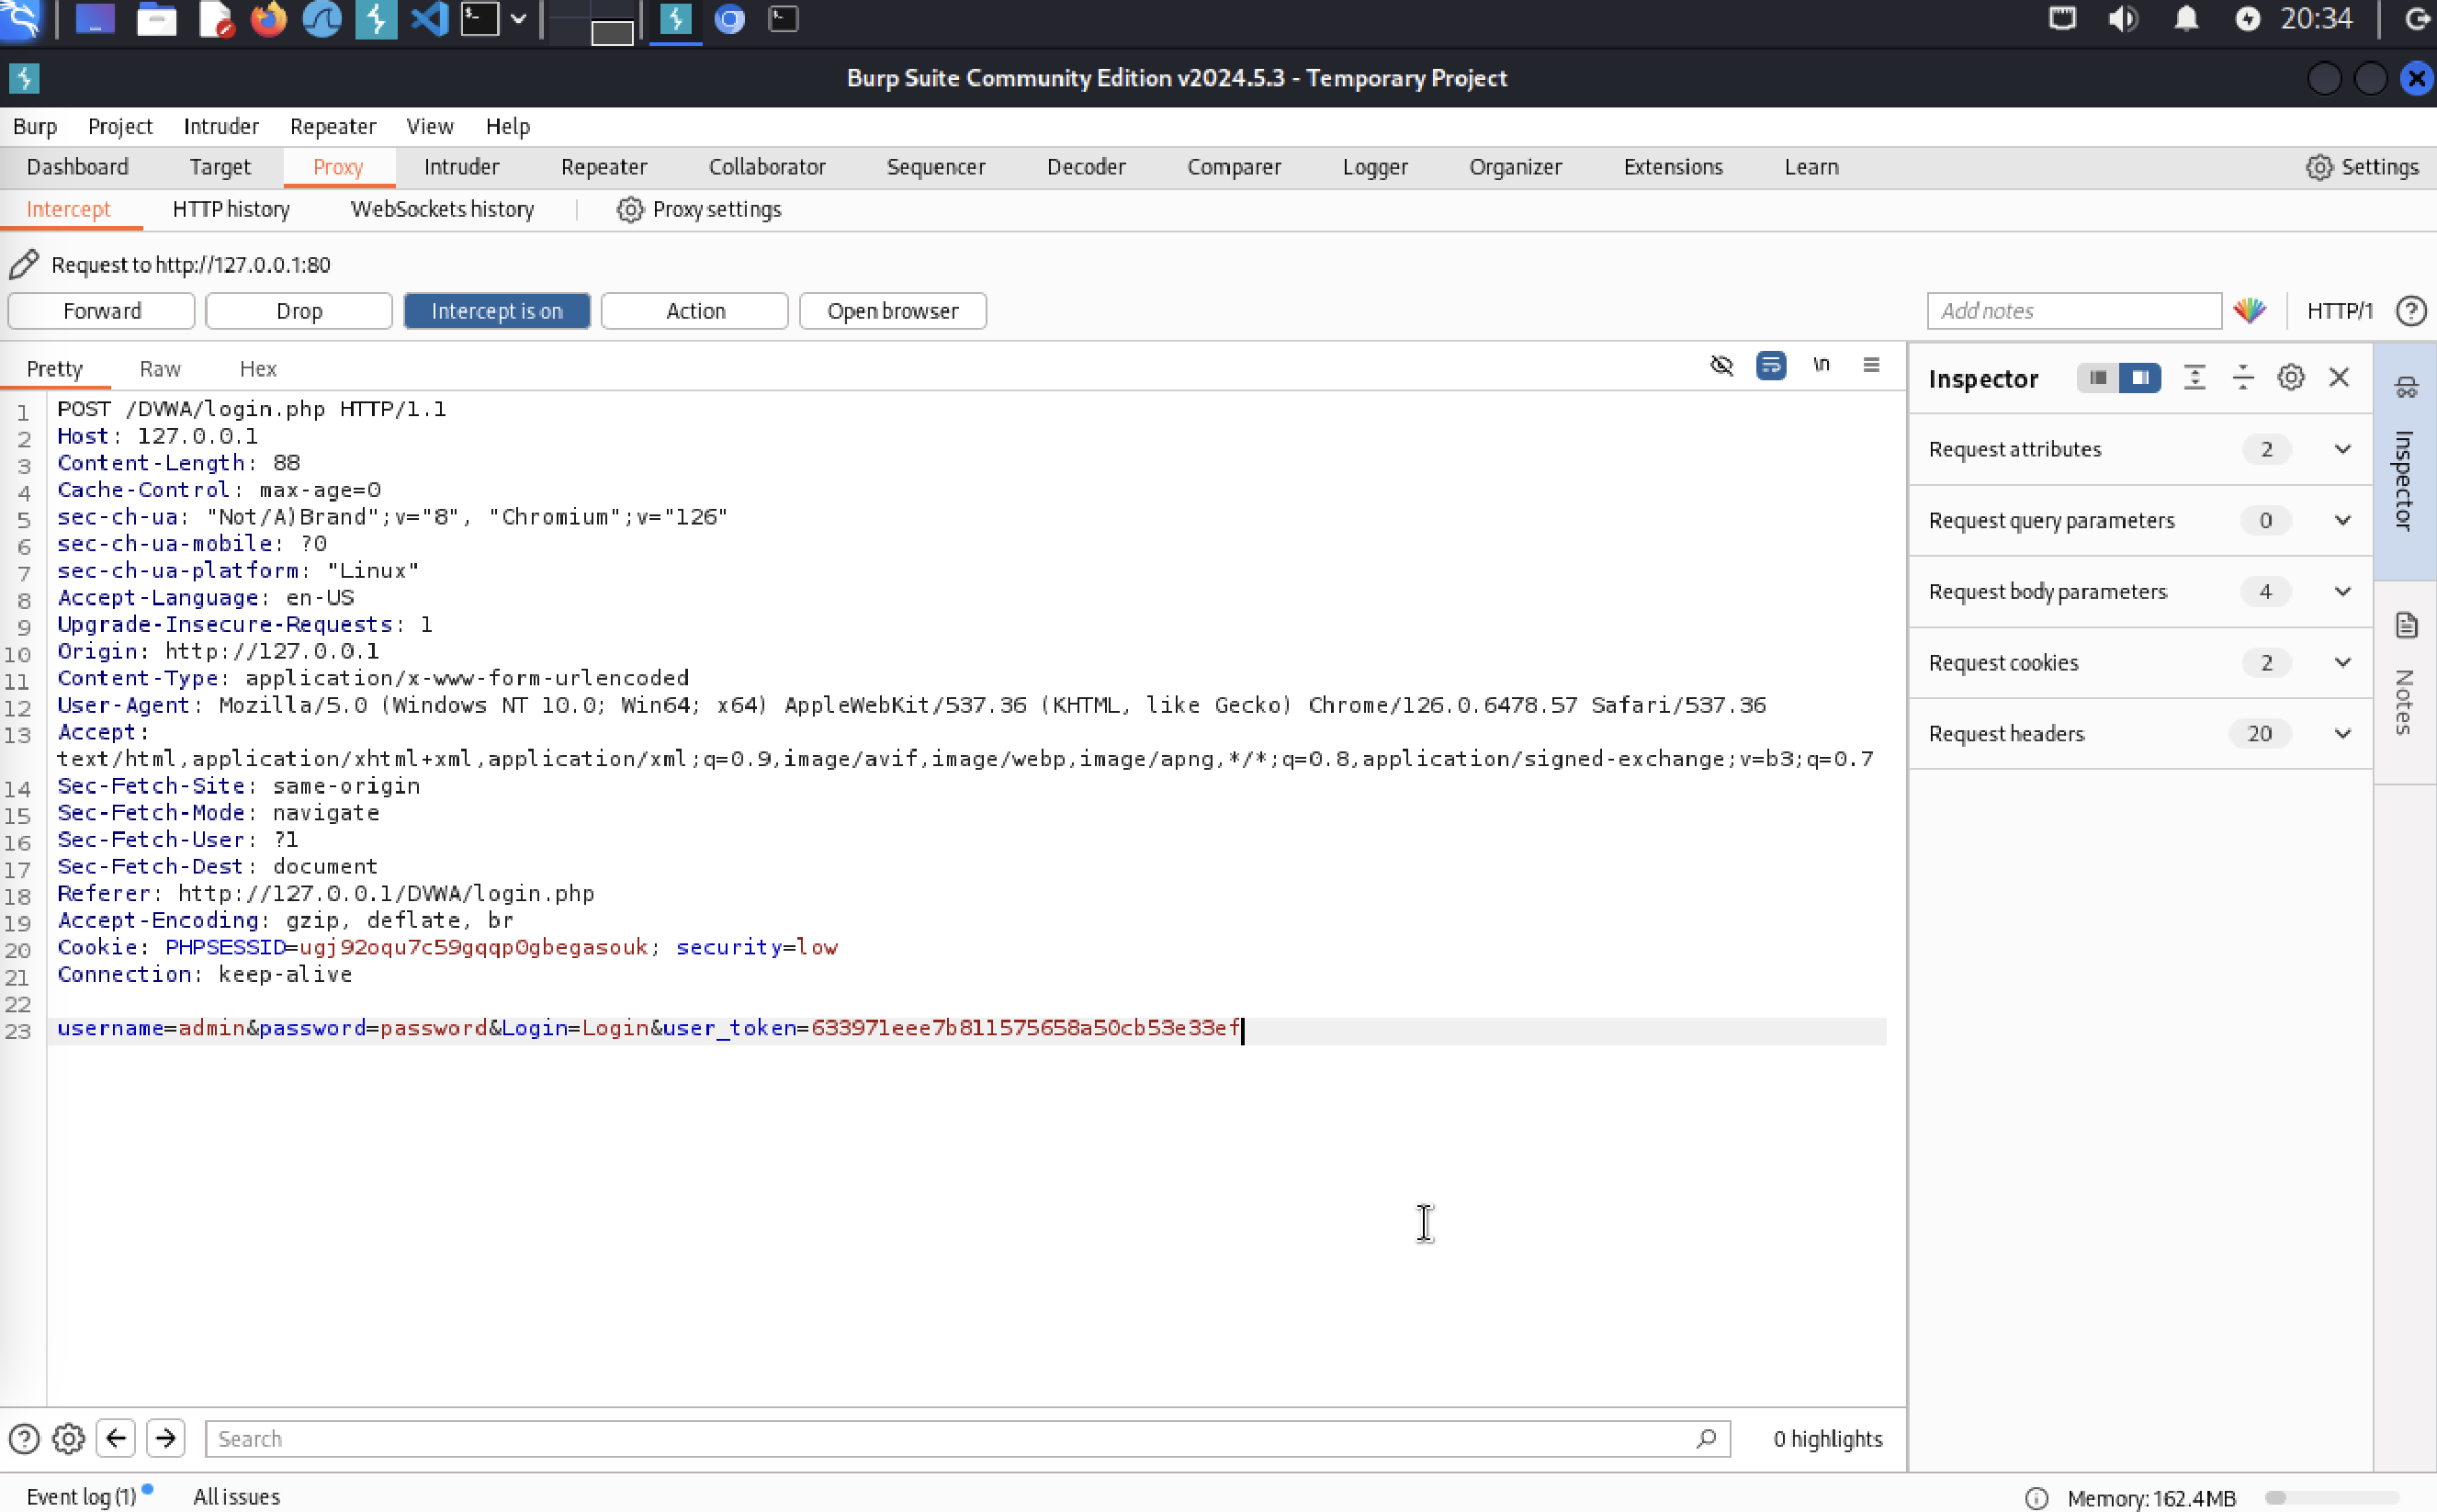 20:34
Burp Suite Community Edition v2024.5.3 - Temporary Project
Burp Project Intruder Repeater View Help
Dashboard Target Proxy Intruder Repeater Collaborator Sequencer Decoder Comparer Logger Organizer Extensions Learn Settings
Intercept HTTP history WebSockets history Proxy settings
Request to http://127.0.0.1:80
Forward Drop Intercept is on Action Open browser Add notes HTTP/1
Pretty Raw Hex \n
Inspector
Request attributes 2
Request query parameters 0
Request body parameters 4
Request cookies 2
Request headers 20
Inspector
Notes
1 POST /DVWA/login.php HTTP/1.1
2 Host: 127.0.0.1
3 Content-Length: 88
4 Cache-Control: max-age=0
5 sec-ch-ua: "Not/A)Brand";v="8", "Chromium";v="126"
6 sec-ch-ua-mobile: ?0
7 sec-ch-ua-platform: "Linux"
8 Accept-Language: en-US
9 Upgrade-Insecure-Requests: 1
10 Origin: http://127.0.0.1
11 Content-Type: application/x-www-form-urlencoded
12 User-Agent: Mozilla/5.0 (Windows NT 10.0; Win64; x64) AppleWebKit/537.36 (KHTML, like Gecko) Chrome/126.0.6478.57 Safari/537.36
13 Accept:
text/html,application/xhtml+xml,application/xml;q=0.9,image/avif,image/webp,image/apng,*/*;q=0.8,application/signed-exchange;v=b3;q=0.7
14 Sec-Fetch-Site: same-origin
15 Sec-Fetch-Mode: navigate
16 Sec-Fetch-User: ?1
17 Sec-Fetch-Dest: document
18 Referer: http://127.0.0.1/DVWA/login.php
19 Accept-Encoding: gzip, deflate, br
20 Cookie: PHPSESSID=ugj92oqu7c59gqqp0gbegasouk; security=low
21 Connection: keep-alive
22
23 username=admin&password=password&Login=Login&user_token=633971eee7b811575658a50cb53e33ef
Search 0 highlights
Event log (1) All issues Memory: 162.4MB